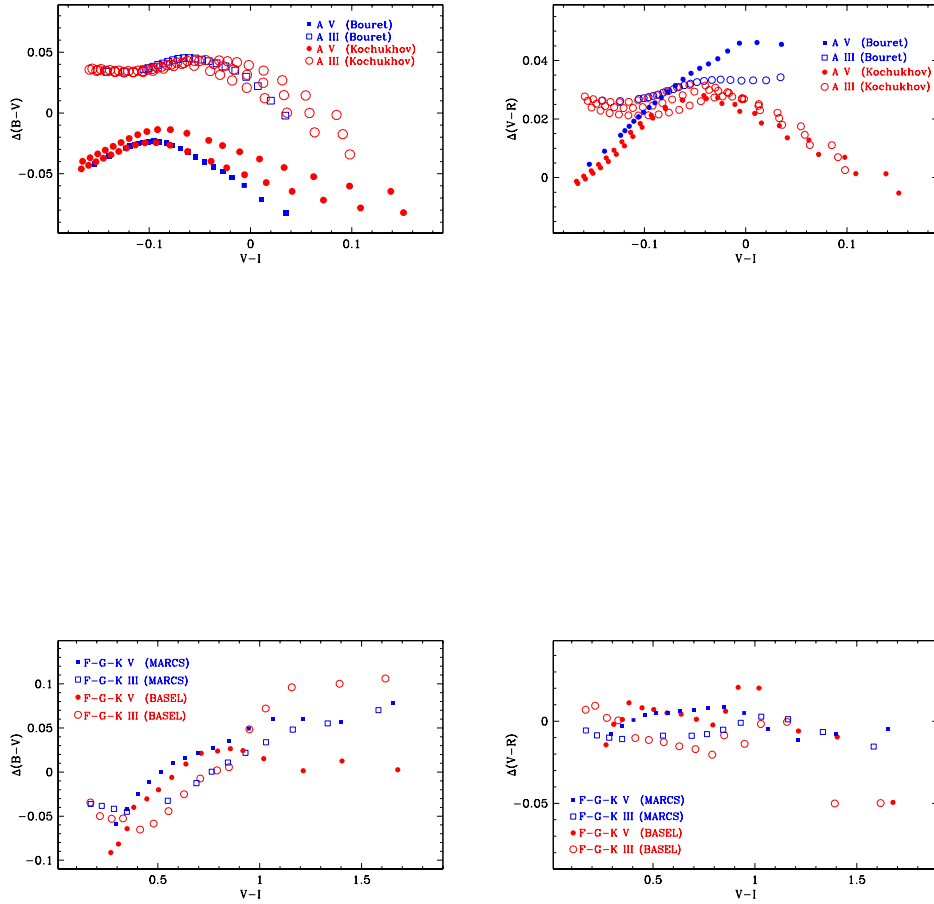 A V (Bouret)
A III (Bouret)
A V (Kochukhov)
A III (Kochukhov)
0.05
0
−0.05
Δ(B−V)
−0.1
0
0.1
V−I
A V (Bouret)
A III (Bouret)
A V (Kochukhov)
A III (Kochukhov)
0.04
0.02
0
Δ(V−R)
−0.1
0
0.1
V−I
F−G−K V (MARCS)
F−G−K III (MARCS)
F−G−K V (BASEL)
F−G−K III (BASEL)
0.1
0.05
0
−0.05
−0.1
Δ(B−V)
0.5
1
1.5
V−I
0
−0.05
Δ(V−R)
F−G−K V (MARCS)
F−G−K III (MARCS)
F−G−K V (BASEL)
F−G−K III (BASEL)
0.5
1
1.5
V−I